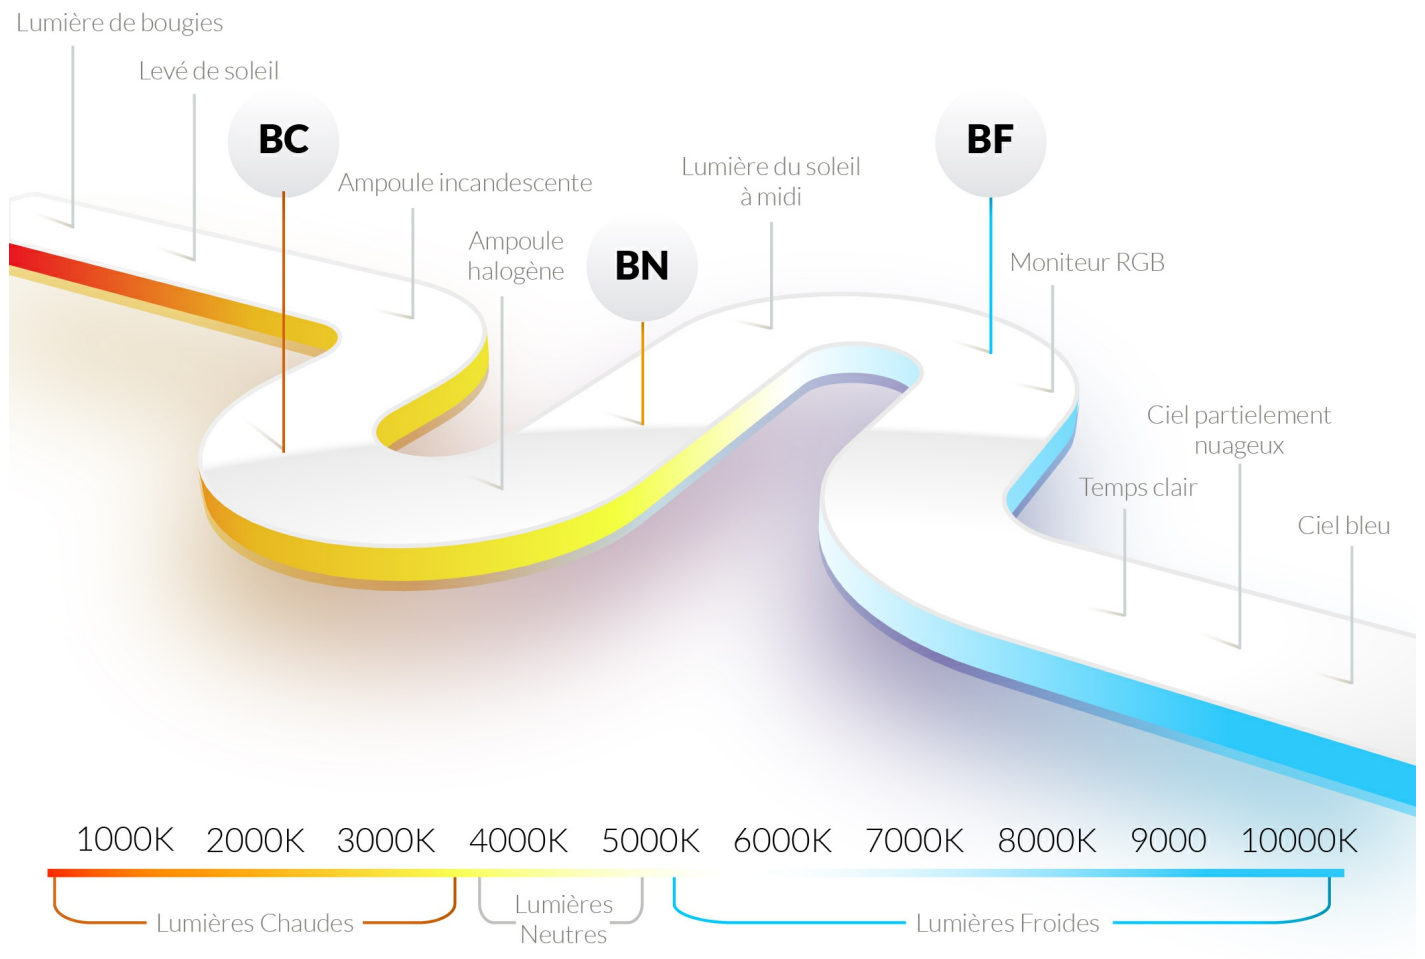 Lumière de bougies
Levé de soleil
BC
BF
Ampoule incandescente
Lumière du soleil
à midi
Ampoule
halogène
BN
Moniteur RGB
Ciel partielement
nuageux
Temps clair
Ciel bleu
1000K 2000K 3000K 4000K 5000K 6000K 7000K 8000K 9000 10000K
Lumières Chaudes
Lumières
Neutres
Lumières Froides